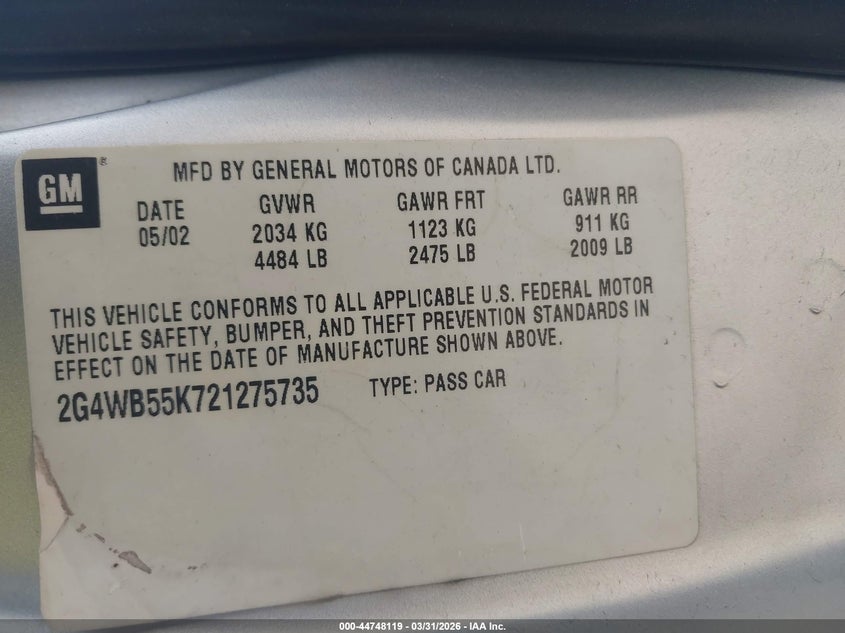 GM®
MFD BY GENERAL MOTORS OF CANADA LTD.
DATE GVWR GAWR FRT GAWR RR
05/02 2034 KG 1123 KG 911 KG
4484 LB 2475 LB 2009 LB
THIS VEHICLE CONFORMS TO ALL APPLICABLE U.S. FEDERAL MOTOR
VEHICLE SAFETY, BUMPER, AND THEFT PREVENTION STANDARDS IN
EFFECT ON THE DATE OF MANUFACTURE SHOWN ABOVE.
2G4WB55K721275735 TYPE: PASS CAR
000-44748119 - 03/31/2026 - IAA Inc.